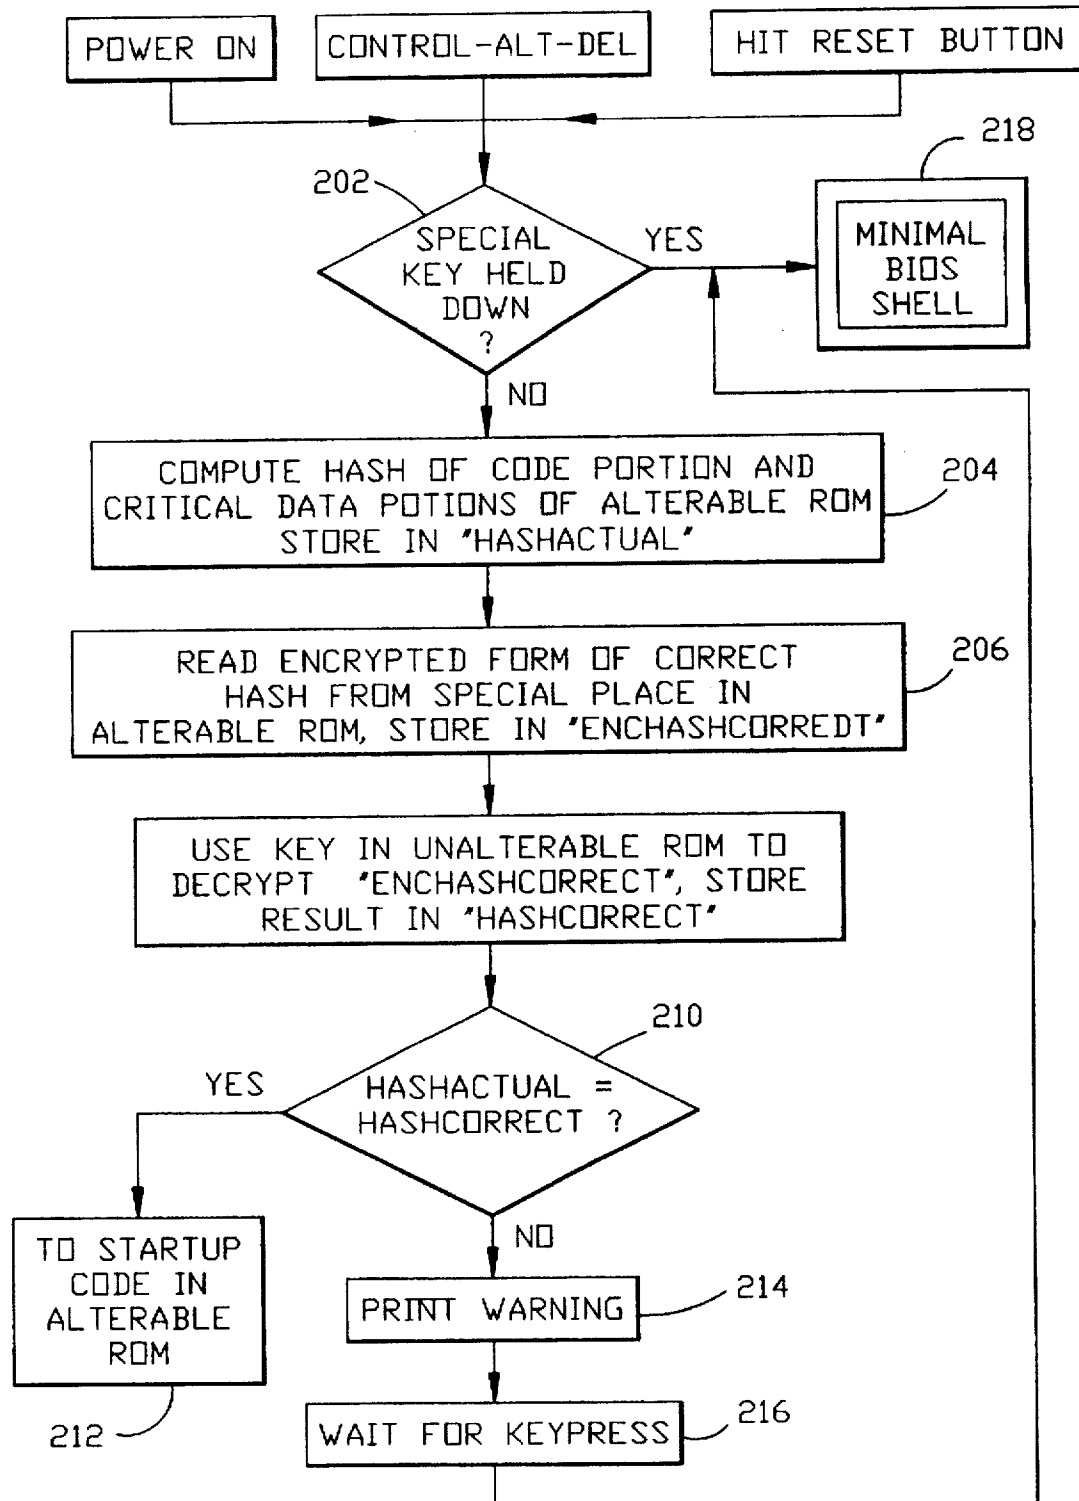 POWER ON
CONTROL-ALT-DEL
HIT RESET BUTTON
218
202
SPECIAL
KEY HELD
DOWN
?
YES
MINIMAL
BIOS
SHELL
NO
COMPUTE HASH OF CODE PORTION AND
CRITICAL DATA POTIONS OF ALTERABLE ROM
STORE IN "HASHACTUAL"
204
READ ENCRYPTED FORM OF CORRECT
HASH FROM SPECIAL PLACE IN
ALTERABLE ROM, STORE IN "ENCHASHCORREDT"
206
USE KEY IN UNALTERABLE ROM TO
DECRYPT "ENCHASHCORRECT", STORE
RESULT IN "HASHCORRECT"
210
YES
HASHACTUAL =
HASHCORRECT ?
NO
TO STARTUP
CODE IN
ALTERABLE
ROM
212
PRINT WARNING
214
WAIT FOR KEYPRESS
216